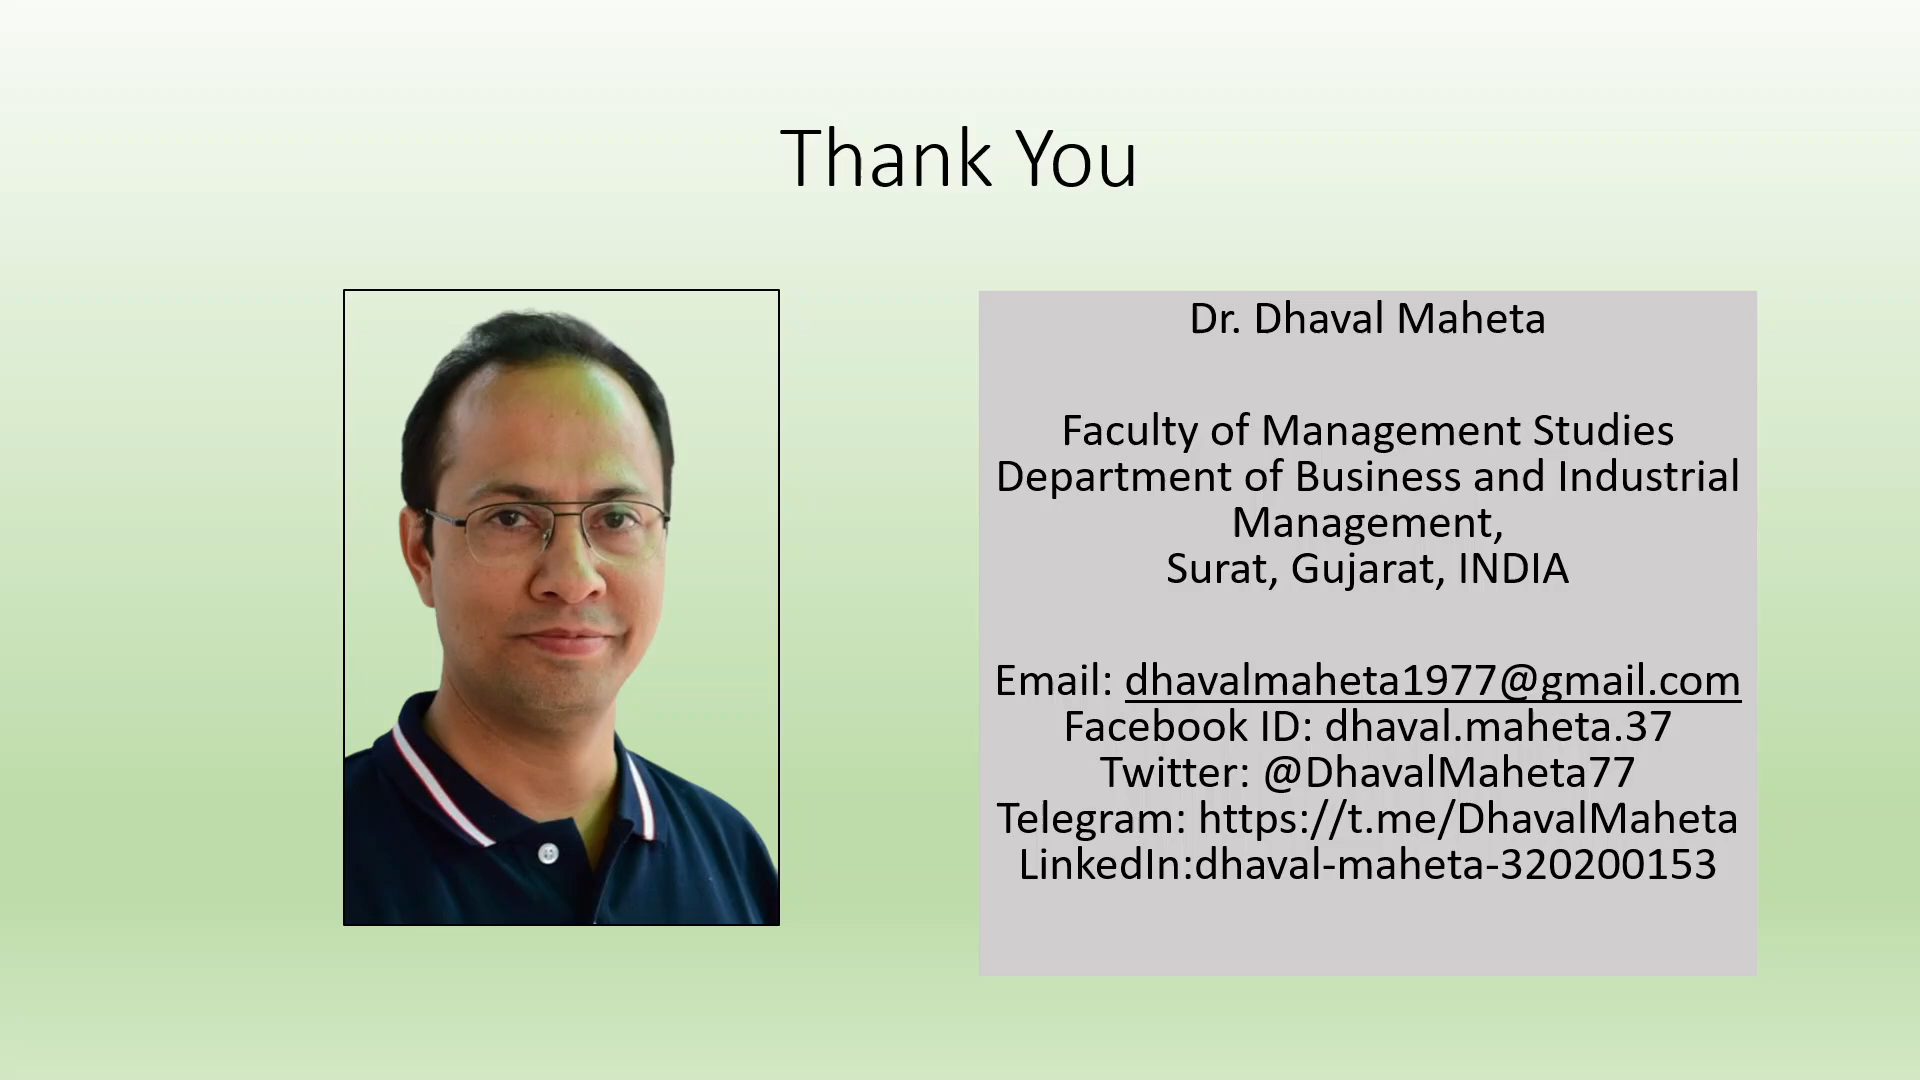 Thank You
Dr. Dhaval Maheta
Faculty of Management Studies
Department of Business and Industrial
Management,
Surat, Gujarat, INDIA
Email: dhavalmaheta1977@gmail.com
Facebook ID: dhaval.maheta.37
Twitter: @DhavalMaheta77
Telegram: https://t.me/DhavalMaheta
LinkedIn:dhaval-maheta-320200153